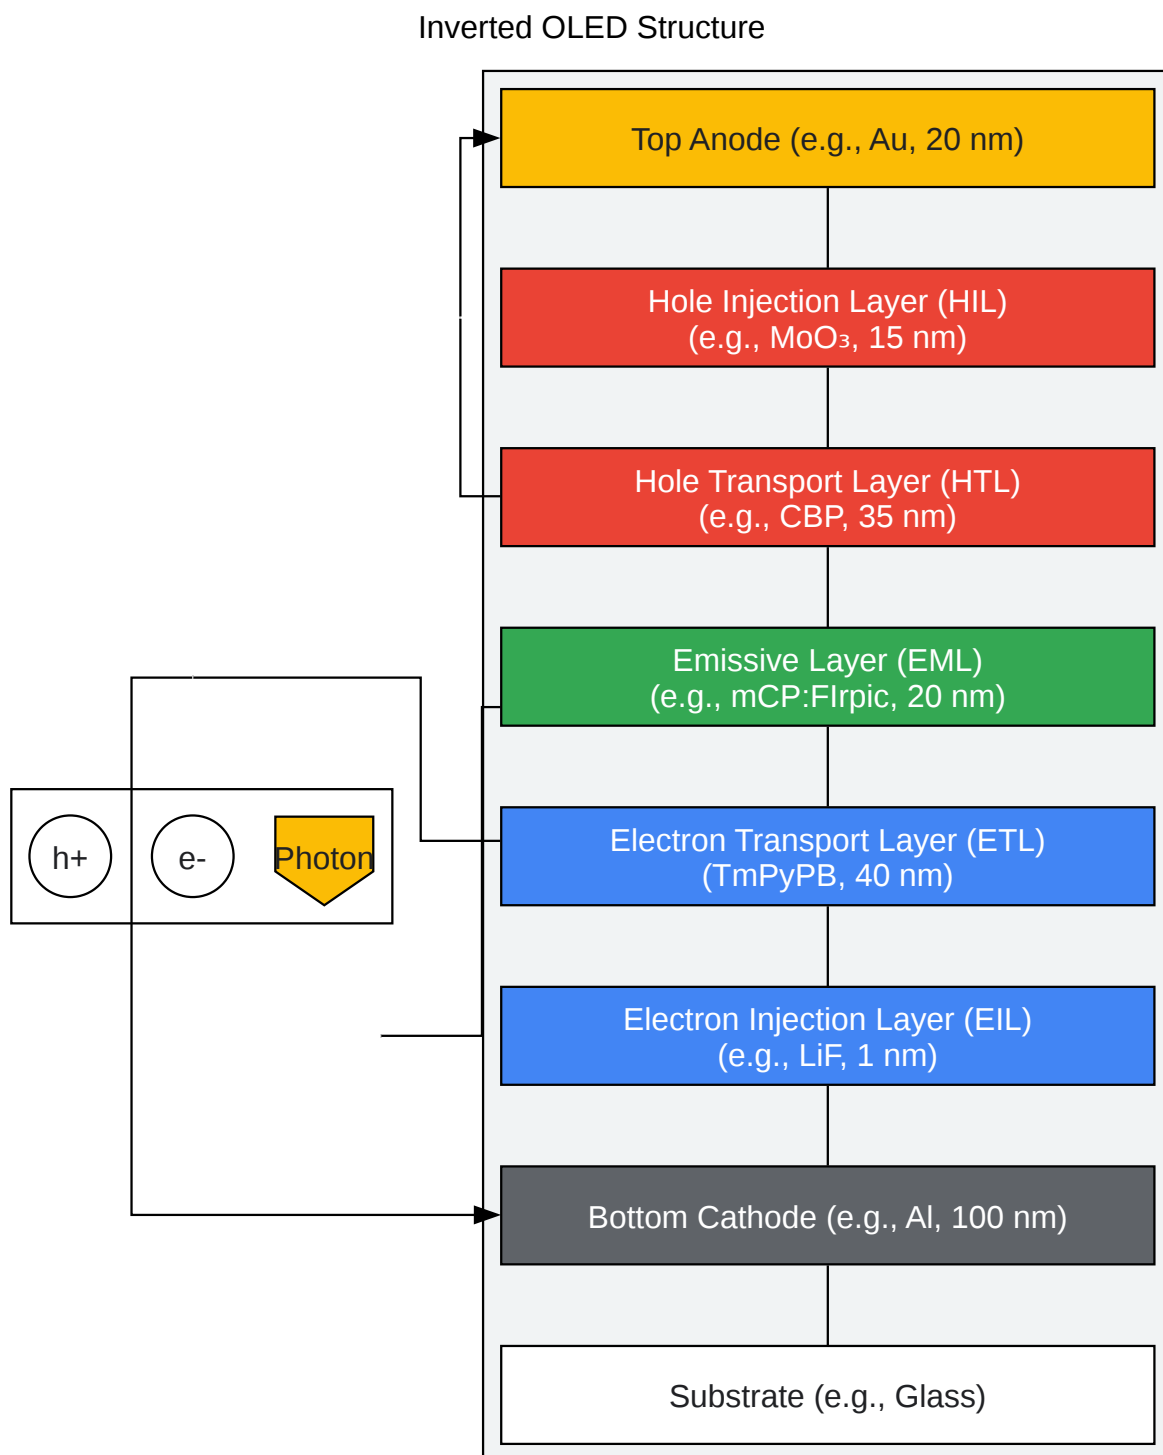 Inverted OLED Structure
Top Anode (e.g., Au, 20 nm)
Hole Injection Layer (HIL)
(e.g., MoO₃, 15 nm)
Hole Transport Layer (HTL)
(e.g., CBP, 35 nm)
Emissive Layer (EML)
(e.g., mCP:FIrpic, 20 nm)
h+
e-
Photon
Electron Transport Layer (ETL)
(TmPyPB, 40 nm)
Electron Injection Layer (EIL)
(e.g., LiF, 1 nm)
Bottom Cathode (e.g., Al, 100 nm)
Substrate (e.g., Glass)